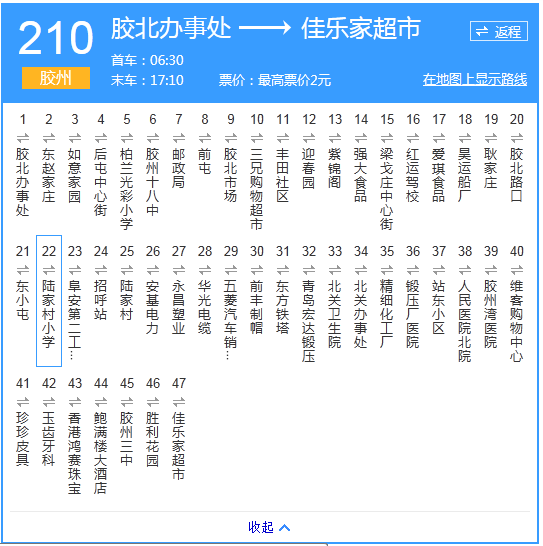 210
胶州
胶北办事处 → 佳乐家超市
首车：06:30
末车：17:10 票价：最高票价2元
返程
在地图上显示路线
1 胶北办事处
2 东赵家庄
3 如意家园
4 后屯中心街
5 柏兰光彩小学
6 胶州十八中
7 邮政局
8 前屯
9 胶北市场
10 三兄购物超市
11 丰田社区
12 迎春园
13 紫锦阁
14 强大食品
15 梁戈庄中心街
16 红运驾校
17 爱琪食品
18 昊运船厂
19 耿家庄
20 胶北路口
21 东小屯
22 陆家村小学
23 阜安第二工…
24 招呼站
25 陆家村
26 安基电力
27 永昌塑业
28 华光电缆
29 五菱汽车销…
30 前丰制帽
31 东方铁塔
32 青岛宏达锻压
33 北关卫生院
34 北关办事处
35 精细化工厂
36 锻压厂医院
37 站东小区
38 人民医院北院
39 胶州湾医院
40 维客购物中心
41 珍珍皮具
42 玉齿牙科
43 香港鸿赛珠宝
44 鲍满楼大酒店
45 胶州三中
46 胜利花园
47 佳乐家超市
收起